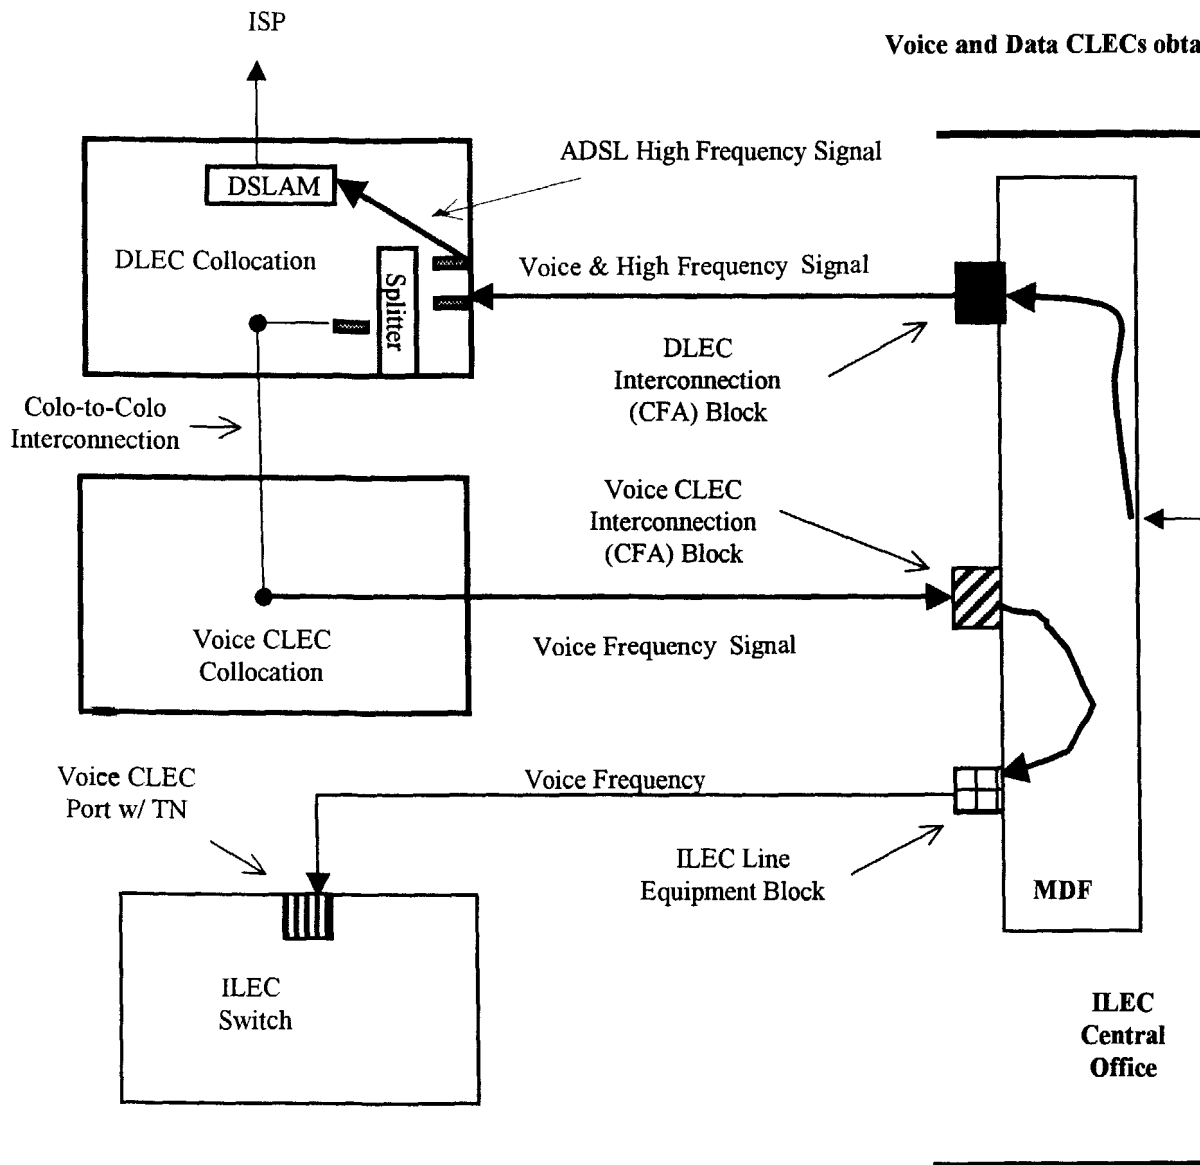 ISP
Voice and Data CLECs obta
ADSL High Frequency Signal
DSLAM
DLEC Collocation
Splitter
Voice & High Frequency Signal
DLEC
Interconnection
(CFA) Block
Colo-to-Colo
Interconnection
Voice CLEC
Interconnection
(CFA) Block
Voice CLEC
Collocation
Voice Frequency Signal
Voice CLEC
Port w/ TN
Voice Frequency
ILEC Line
Equipment Block
MDF
ILEC
Switch
ILEC
Central
Office